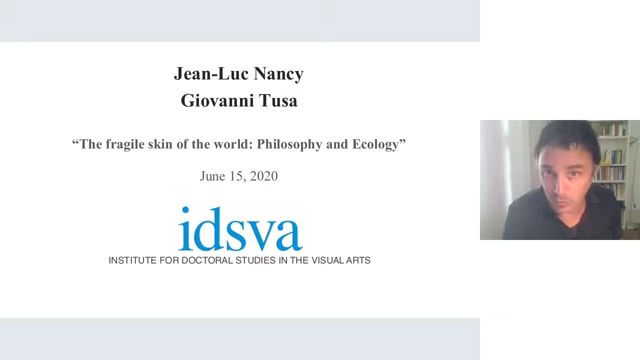 Jean-Luc Nancy
Giovanni Tusa
“The fragile skin of the world: Philosophy and Ecology”
June 15, 2020
idsva
INSTITUTE FOR DOCTORAL STUDIES IN THE VISUAL ARTS